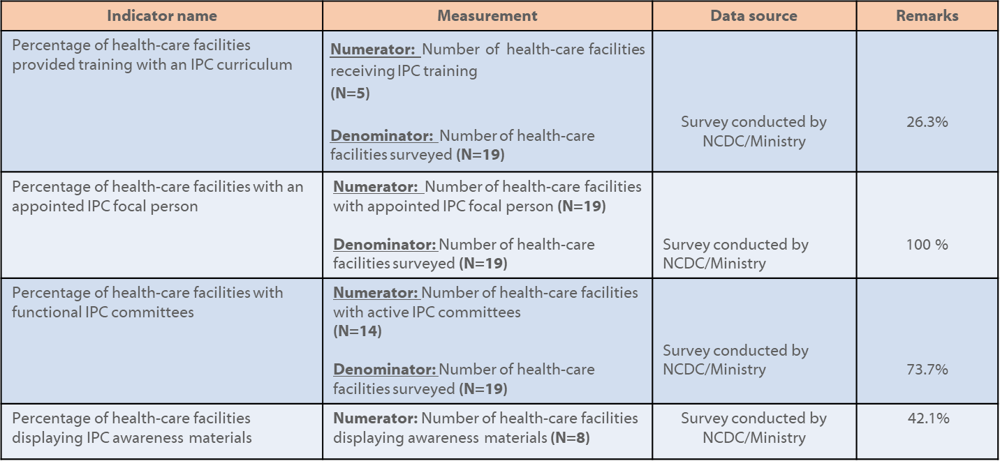 Indicator name
Measurement
Data source
Remarks
Percentage of health-care facilities
provided training with an IPC curriculum
Numerator: Number of health-care facilities
receiving IPC training
(N=5)
Denominator: Number of health-care
facilities surveyed (N=19)
Survey conducted by
NCDC/Ministry
26.3%
Percentage of health-care facilities with an
appointed IPC focal person
Numerator: Number of health-care facilities
with appointed IPC focal person (N=19)
Denominator: Number of health-care
facilities surveyed (N=19)
Survey conducted by
NCDC/Ministry
100 %
Percentage of health-care facilities with
functional IPC committees
Numerator: Number of health-care facilities
with active IPC committees
(N=14)
Denominator: Number of health-care
facilities surveyed (N=19)
Survey conducted by
NCDC/Ministry
73.7%
Percentage of health-care facilities
displaying IPC awareness materials
Numerator: Number of health-care facilities
displaying awareness materials (N=8)
Survey conducted by
NCDC/Ministry
42.1%